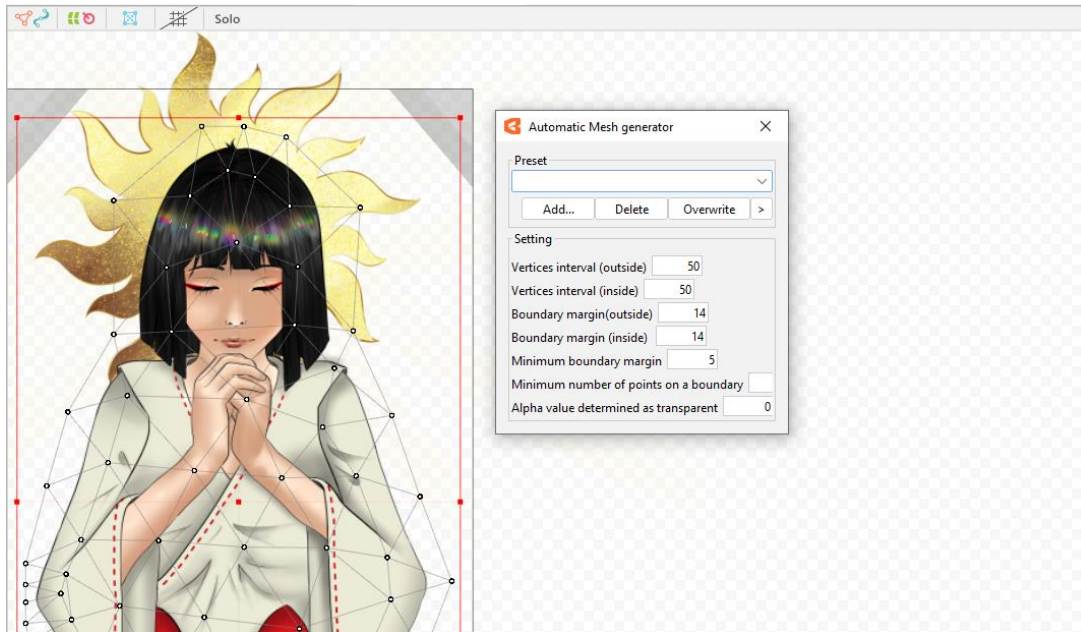 Solo
Automatic Mesh generator
Preset
Add... Delete Overwrite >
Setting
Vertices interval (outside) 50
Vertices interval (inside) 50
Boundary margin(outside) 14
Boundary margin (inside) 14
Minimum boundary margin 5
Minimum number of points on a boundary
Alpha value determined as transparent 0